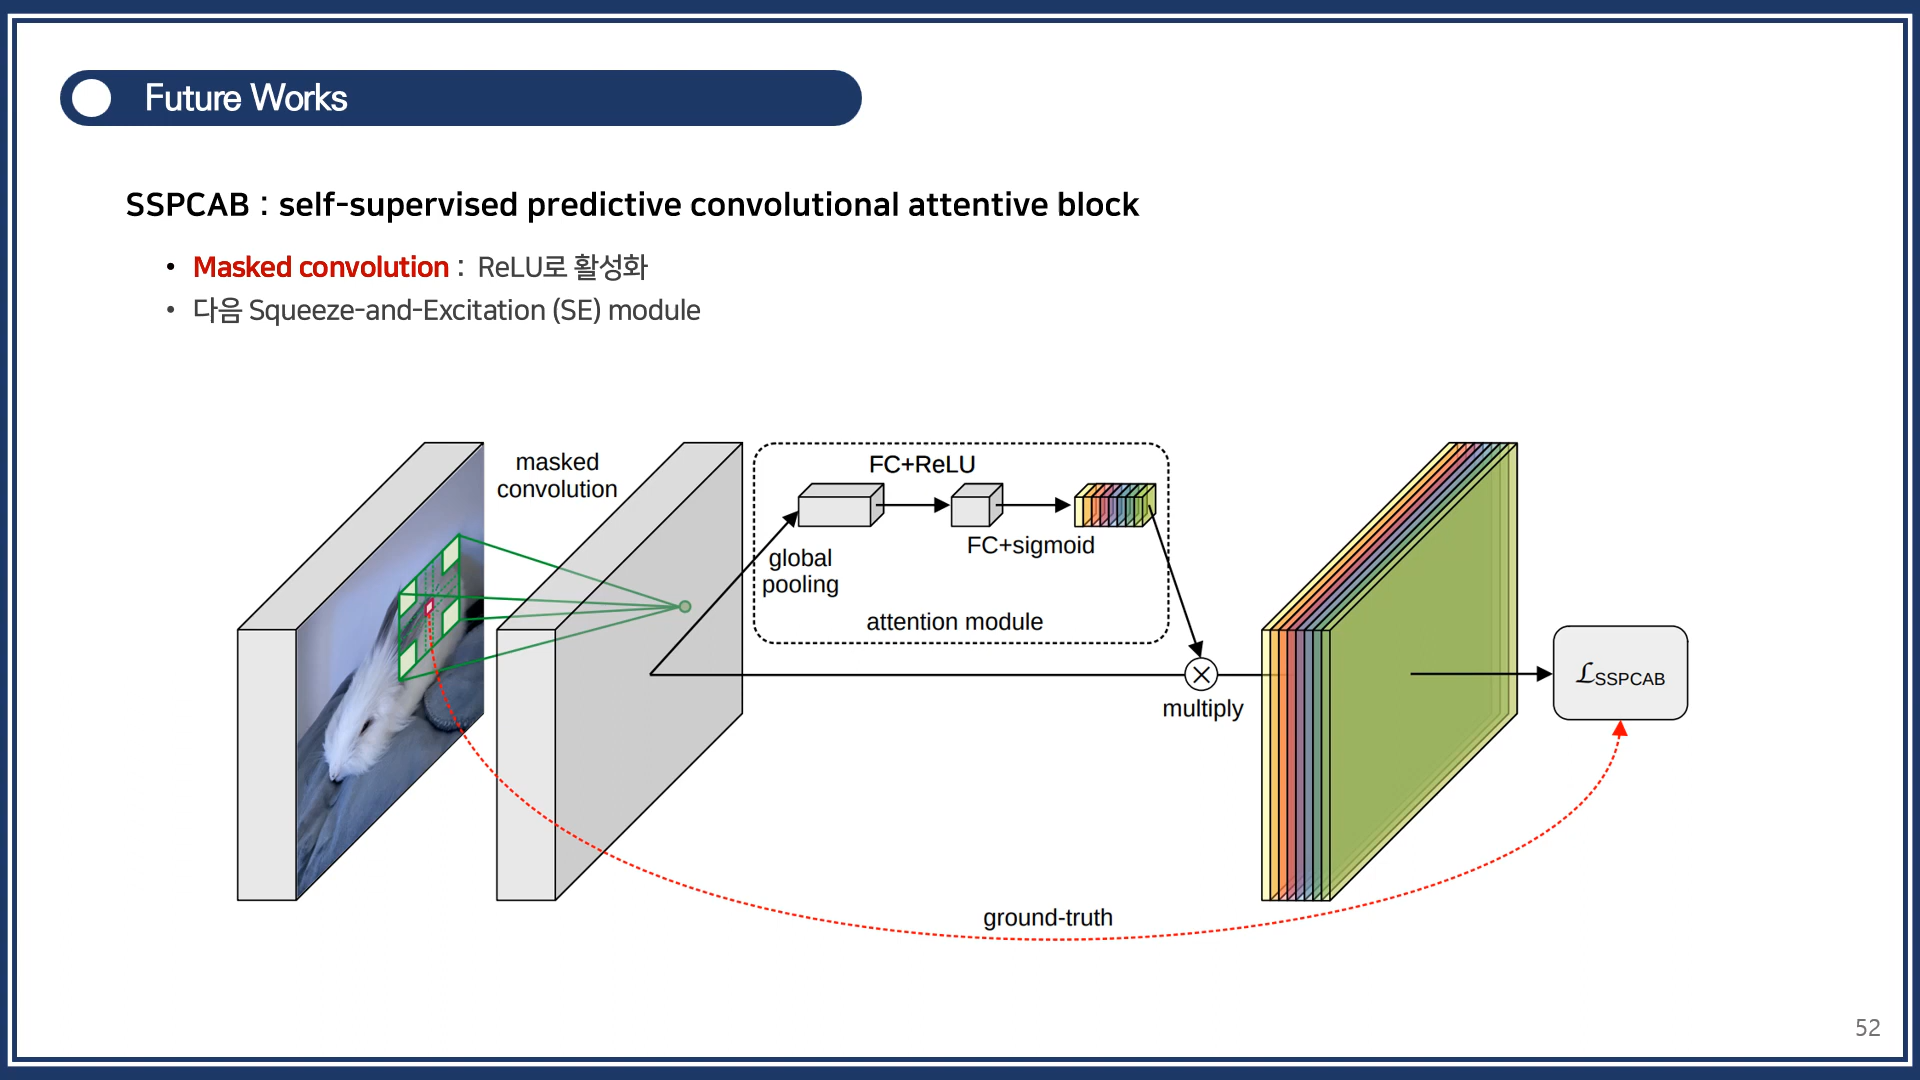 Future Works
SSPCAB : self-supervised predictive convolutional attentive block
• Masked convolution : ReLU로 활성화
• 다음 Squeeze-and-Excitation (SE) module
masked
convolution
FC+ReLU
global
pooling
FC+sigmoid
attention module
multiply
ℒSSPCAB
ground-truth
52